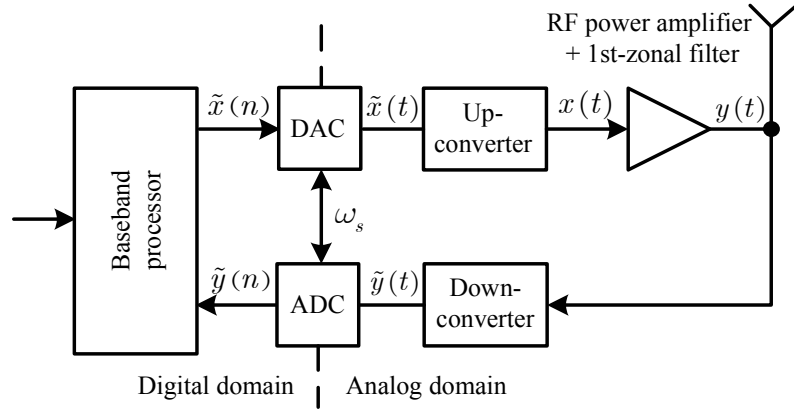 RF power amplifier
+ 1st-zonal filter
x̃(n)
DAC
x̃(t)
Up-
converter
x(t)
y(t)
Baseband
processor
ω_s
ỹ(n)
ADC
ỹ(t)
Down-
converter
Digital domain
Analog domain